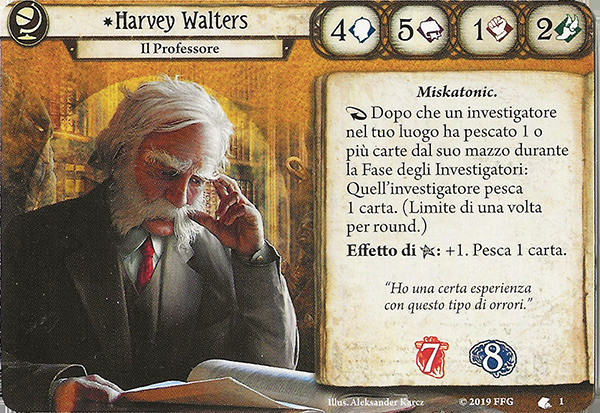 *Harvey Walters
Il Professore
4 5 1 2
Miskatonic.
Dopo che un investigatore
nel tuo luogo ha pescato 1 o
più carte dal suo mazzo durante
la Fase degli Investigatori:
Quell'investigatore pesca
1 carta. (Limite di una volta
per round.)
Effetto di : +1. Pesca 1 carta.
“Ho una certa esperienza
con questo tipo di orrori.”
7 8
Illus. Aleksander Karcz © 2019 FFG 1